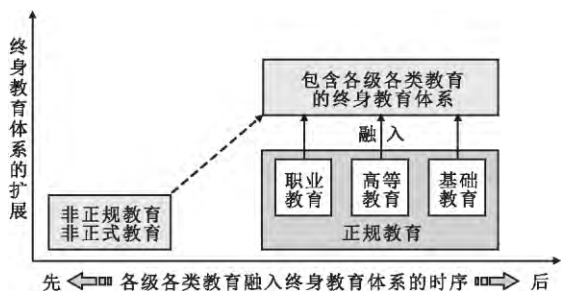 终身教育体系的扩展
包含各级各类教育
的终身教育体系
融入
职业
教育
高等
教育
基础
教育
正规教育
非正规教育
非正式教育
先 各级各类教育融入终身教育体系的时序 后